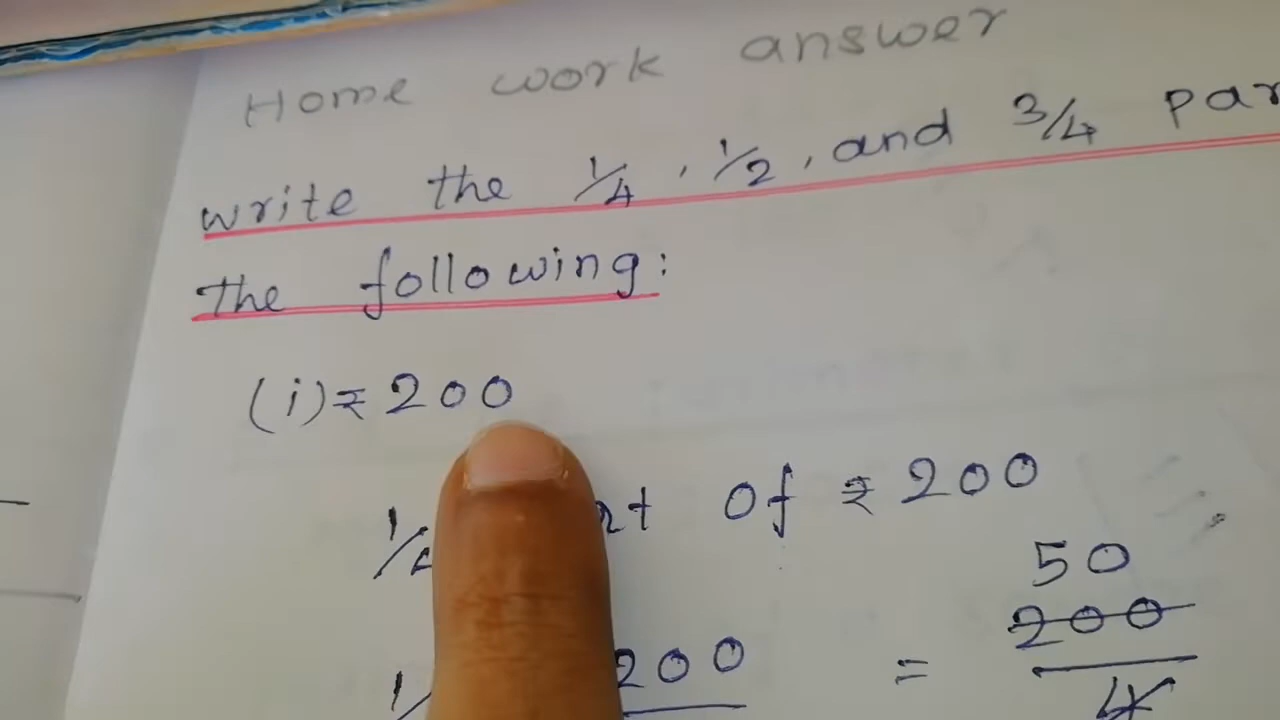 Home work answer
write the 1/4, 1/2, and 3/4
the following:
(i) ₹ 200
of ₹ 200
50
200 = 200
4